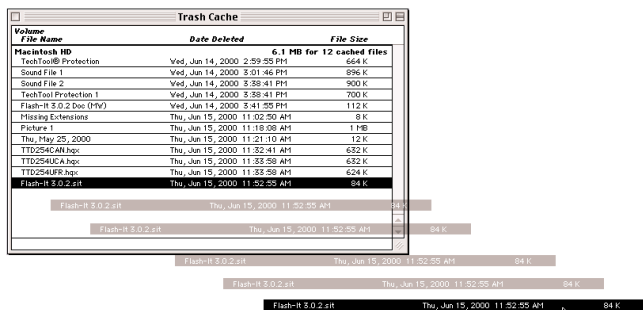 Trash Cache
Volume
File Name Date Deleted File Size
Macintosh HD 6.1 MB for 12 cached files
TechTool® Protection Wed, Jun 14, 2000 2:59:55 PM 664 K
Sound File 1 Wed, Jun 14, 2000 3:01:46 PM 896 K
Sound File 2 Wed, Jun 14, 2000 3:38:41 PM 900 K
TechTool Protection 1 Wed, Jun 14, 2000 3:38:41 PM 700 K
Flash-It 3.0.2 Doc (MW) Wed, Jun 14, 2000 3:41:55 PM 112 K
Missing Extensions Thu, Jun 15, 2000 11:02:50 AM 8 K
Picture 1 Thu, Jun 15, 2000 11:18:08 AM 1 MB
Thu, May 25, 2000 Thu, Jun 15, 2000 11:21:10 AM 12 K
TTD254CAN.hqx Thu, Jun 15, 2000 11:32:41 AM 632 K
TTD254UCA.hqx Thu, Jun 15, 2000 11:33:58 AM 632 K
TTD254UFR.hqx Thu, Jun 15, 2000 11:33:58 AM 624 K
Flash-It 3.0.2.sit Thu, Jun 15, 2000 11:52:55 AM 84 K
Flash-It 3.0.2.sit Thu, Jun 15, 2000 11:52:55 AM 84 K
Flash-It 3.0.2.sit Thu, Jun 15, 2000 11:52:55 AM 84 K
Flash-It 3.0.2.sit Thu, Jun 15, 2000 11:52:55 AM 84 K
Flash-It 3.0.2.sit Thu, Jun 15, 2000 11:52:55 AM 84 K
Flash-It 3.0.2.sit Thu, Jun 15, 2000 11:52:55 AM 84 K